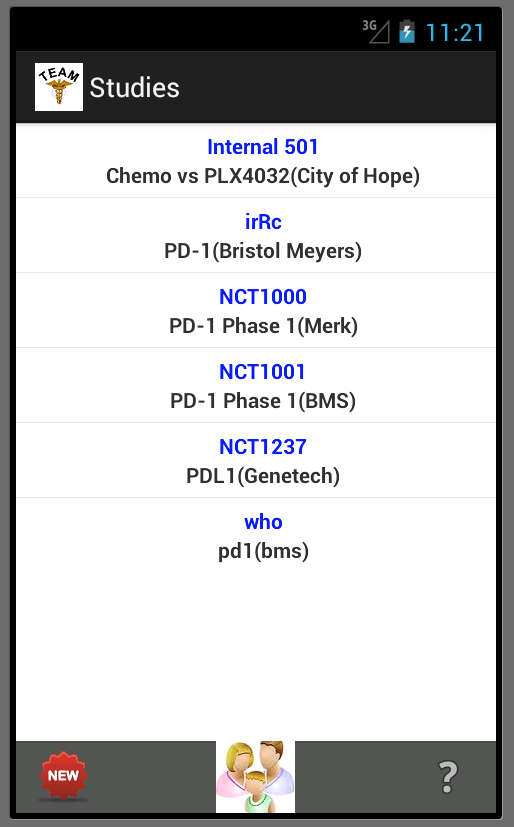 3G 11:21
TEAM Studies
Internal 501
Chemo vs PLX4032(City of Hope)
irRc
PD-1(Bristol Meyers)
NCT1000
PD-1 Phase 1(Merk)
NCT1001
PD-1 Phase 1(BMS)
NCT1237
PDL1(Genetech)
who
pd1(bms)
NEW ?